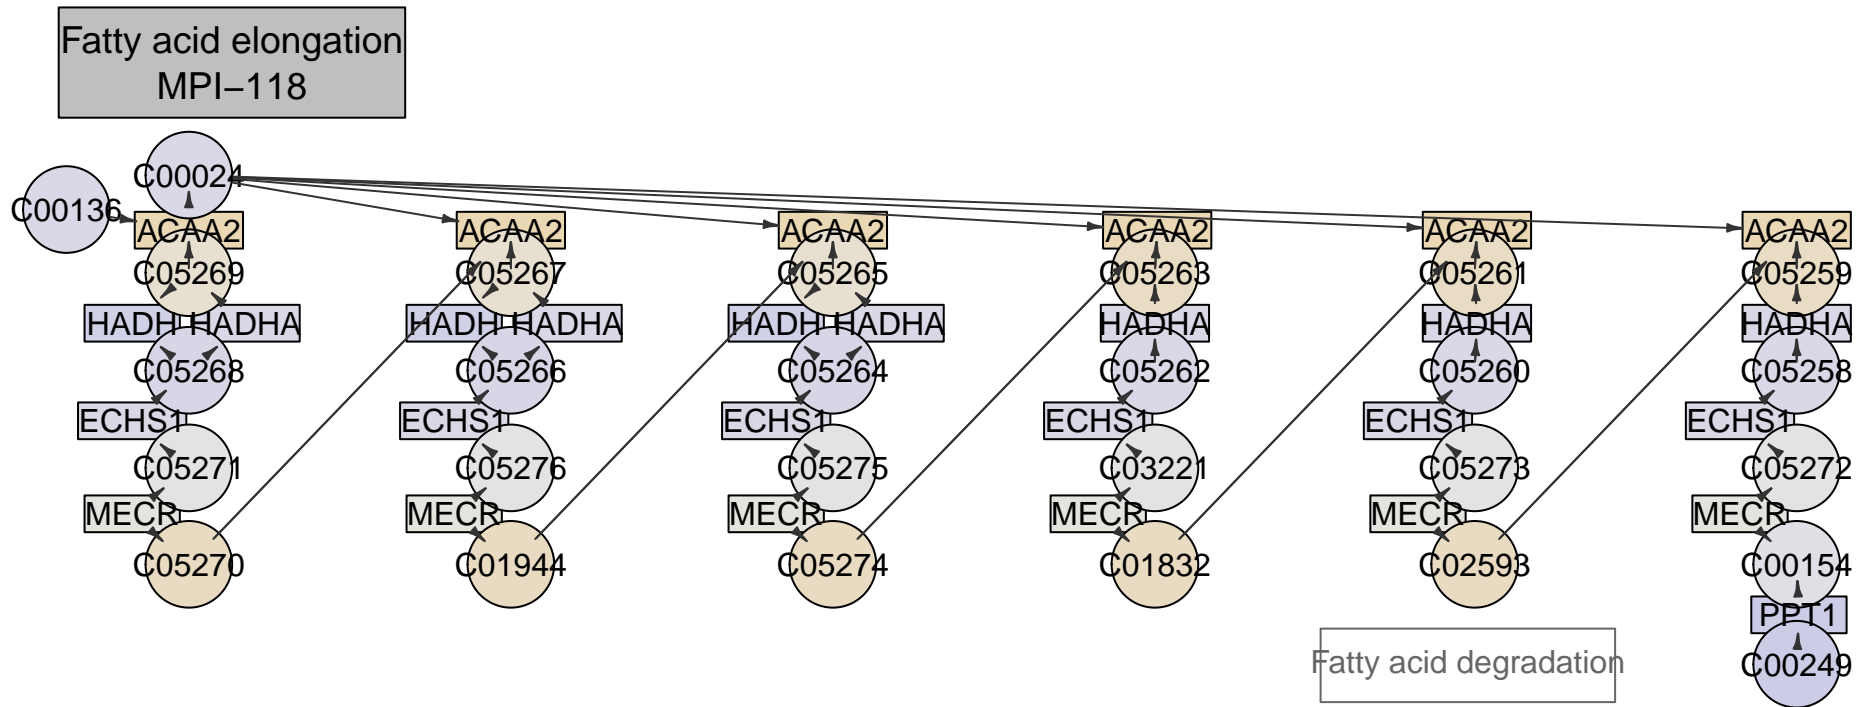 Fatty acid elongation
MPI−118
C00024
C00136
ACAA2 ACAA2 ACAA2 ACAA2 ACAA2 ACAA2
C05269 C05267 C05265 C05263 C05261 C05259
HADH HADHA HADH HADHA HADH HADHA HADHA HADHA HADHA
C05268 C05266 C05264 C05262 C05260 C05258
ECHS1 ECHS1 ECHS1 ECHS1 ECHS1 ECHS1
C05271 C05276 C05275 C03221 C05273 C05272
MECR MECR MECR MECR MECR MECR
C05270 C01944 C05274 C01832 C02593 C00154
PPT1
Fatty acid degradation C00249